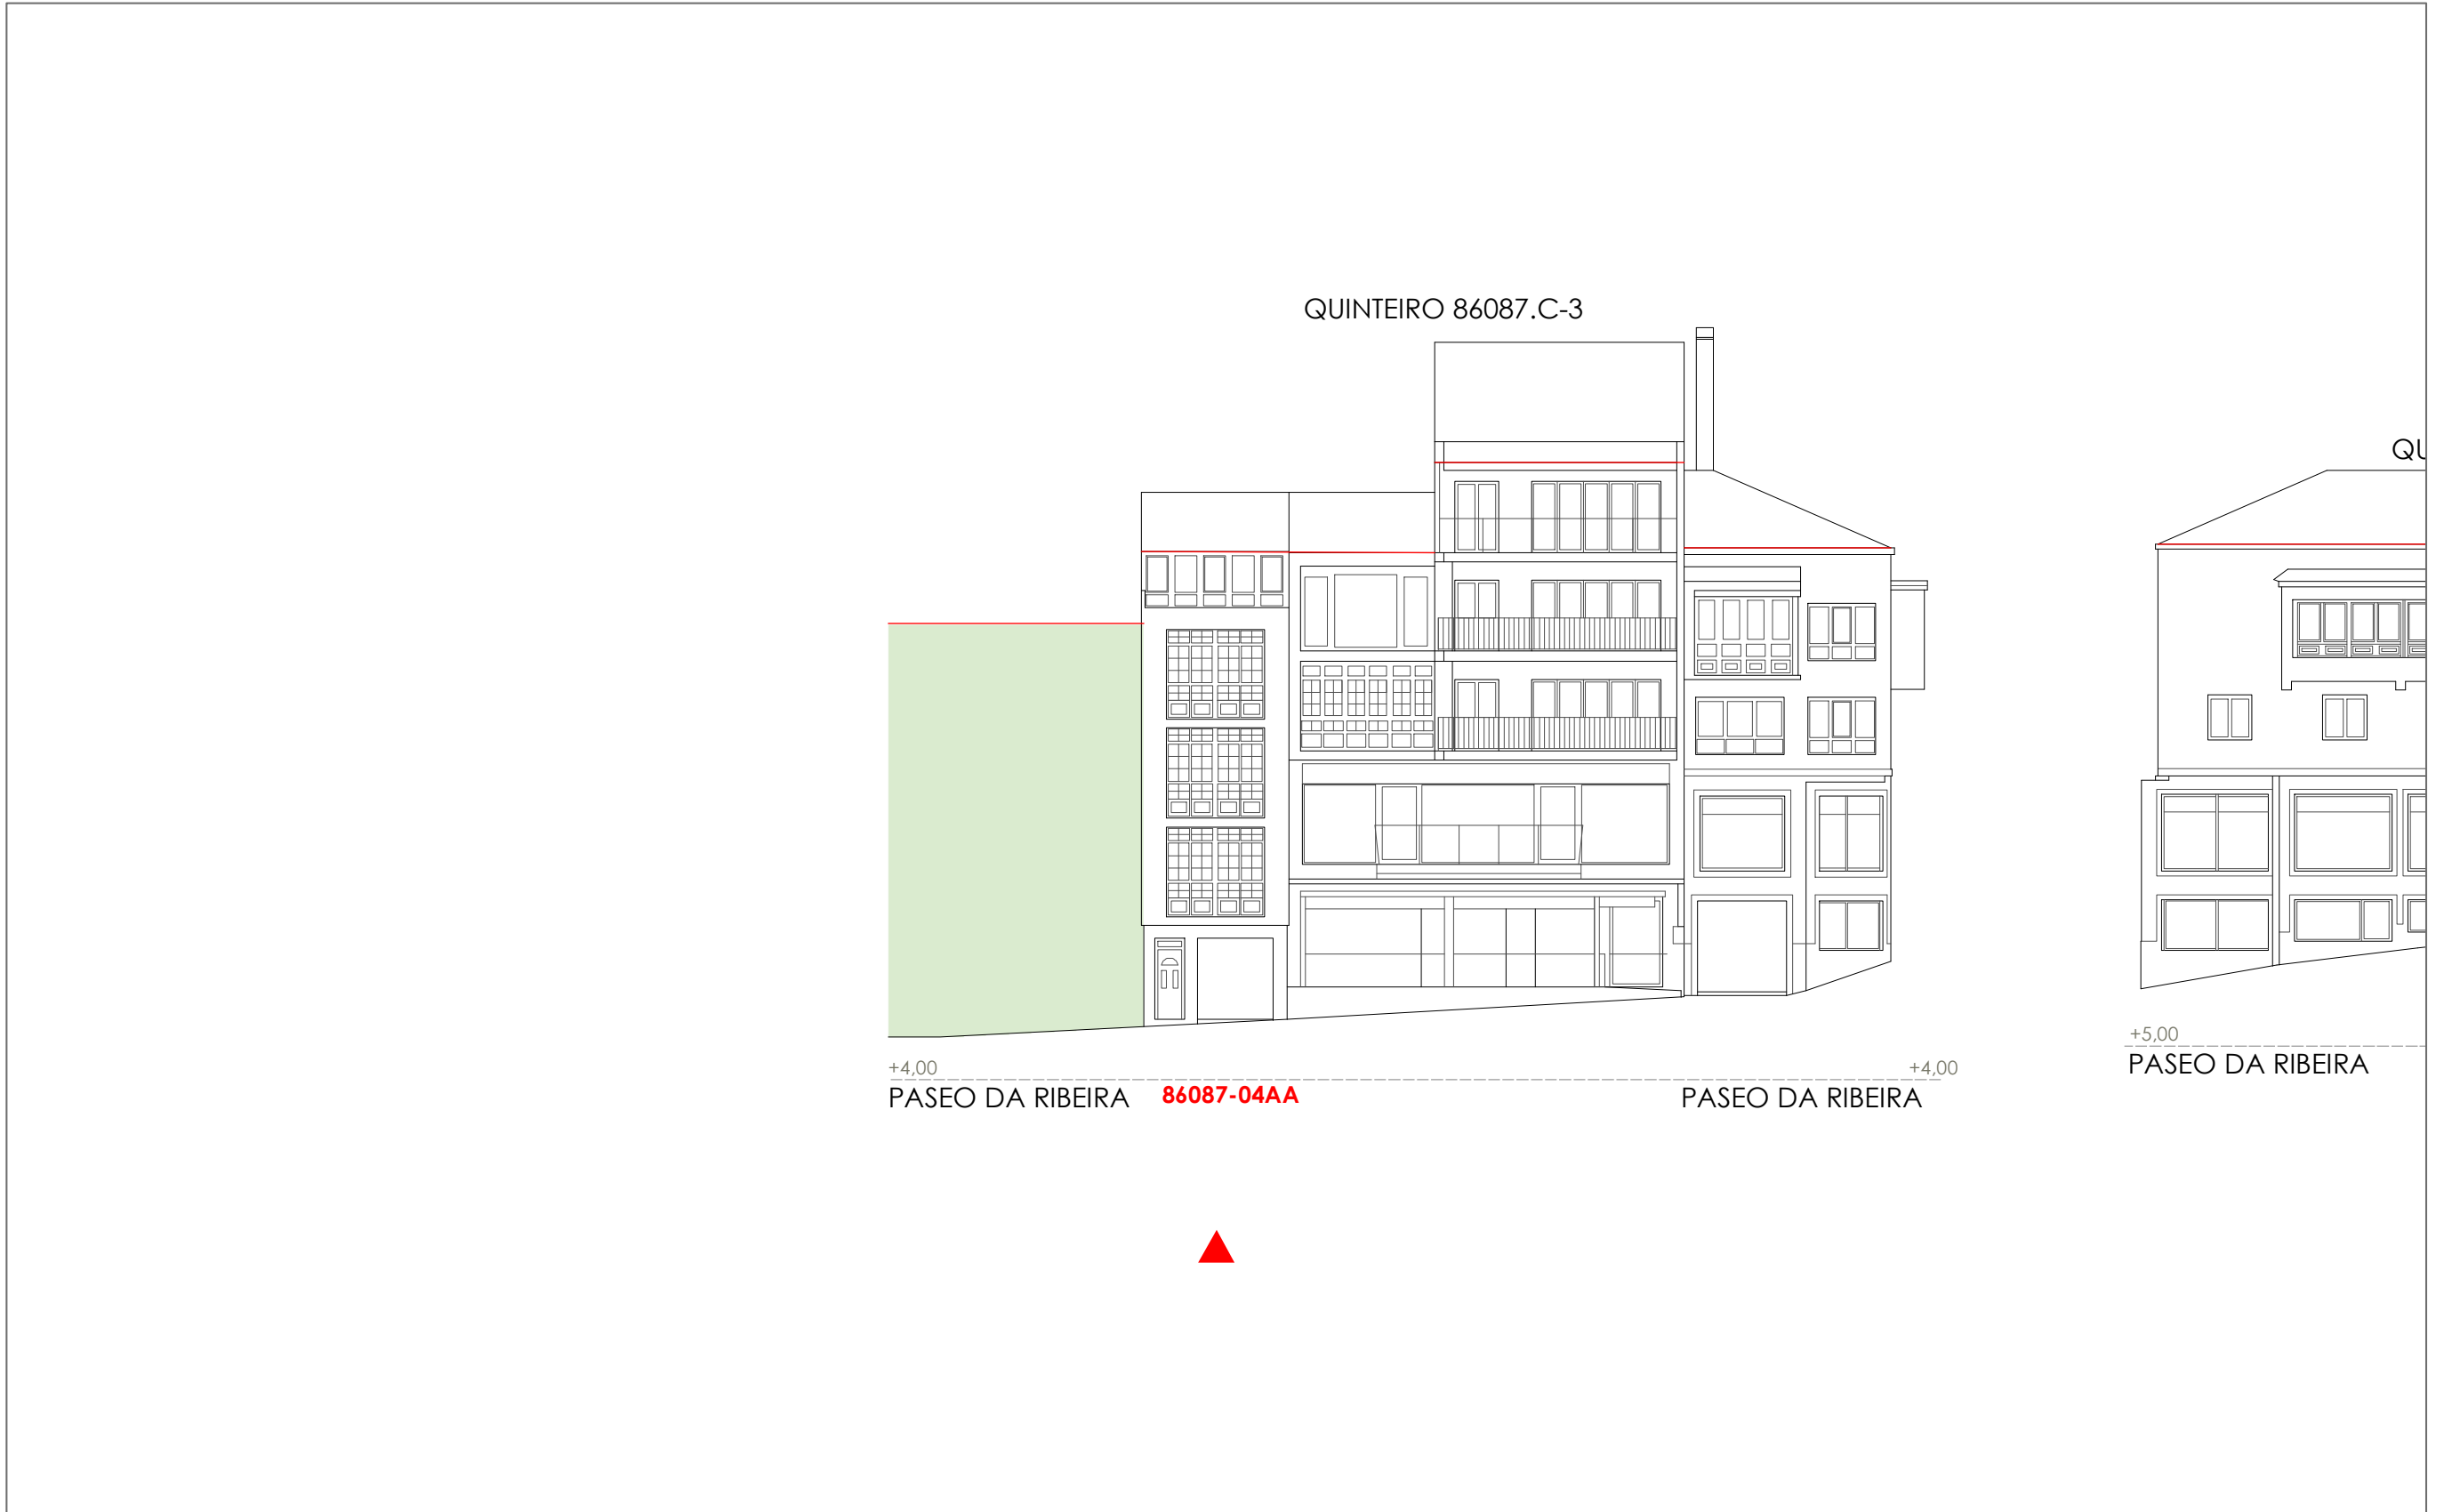 QUINTEIRO 86087.C-3
QU
+4,00
+4,00
PASEO DA RIBEIRA
86087-04AA
PASEO DA RIBEIRA
+5,00
PASEO DA RIBEIRA